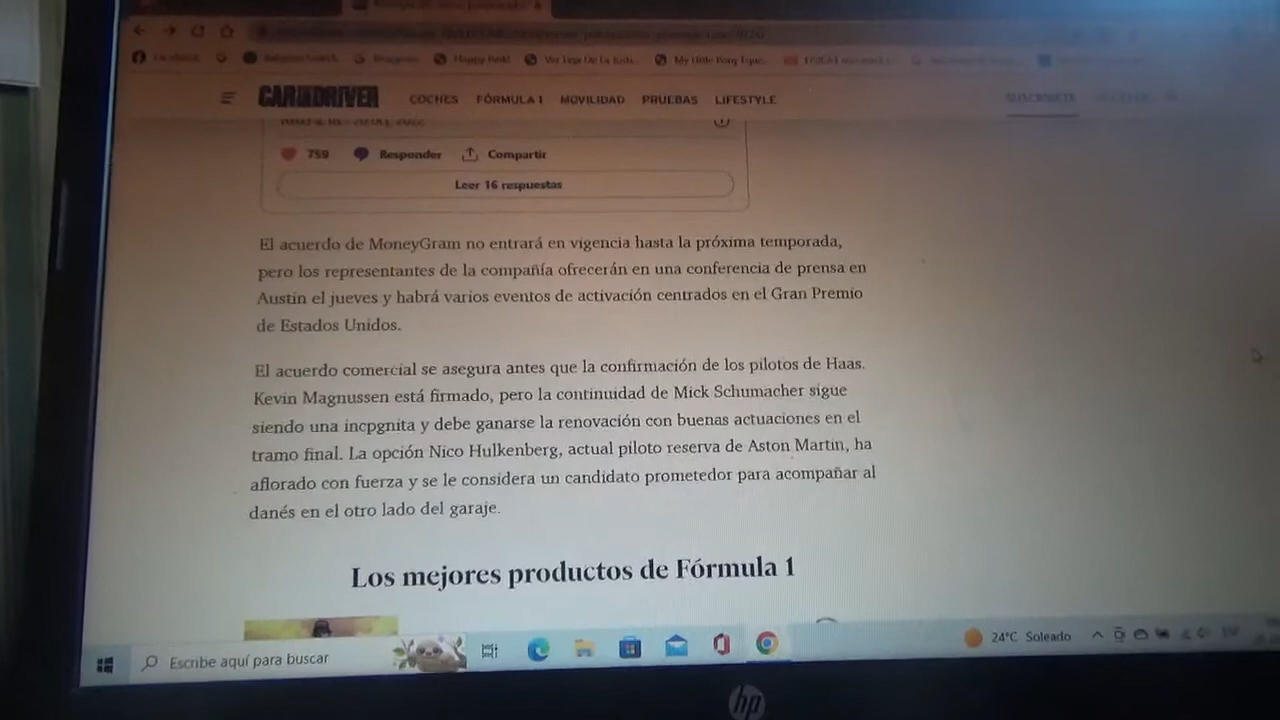 Facebook
Happy Pink!
CAR AND DRIVER COCHES FÓRMULA 1 MOVILIDAD PRUEBAS LIFESTYLE SUSCRÍBETE
759 Responder Compartir
Leer 16 respuestas
El acuerdo de MoneyGram no entrará en vigencia hasta la próxima temporada,
pero los representantes de la compañía ofrecerán en una conferencia de prensa en
Austin el jueves y habrá varios eventos de activación centrados en el Gran Premio
de Estados Unidos.
El acuerdo comercial se asegura antes que la confirmación de los pilotos de Haas.
Kevin Magnussen está firmado, pero la continuidad de Mick Schumacher sigue
siendo una incpgnita y debe ganarse la renovación con buenas actuaciones en el
tramo final. La opción Nico Hulkenberg, actual piloto reserva de Aston Martin, ha
aflorado con fuerza y se le considera un candidato prometedor para acompañar al
danés en el otro lado del garaje.
Los mejores productos de Fórmula 1
Escribe aquí para buscar
24°C Soleado
hp